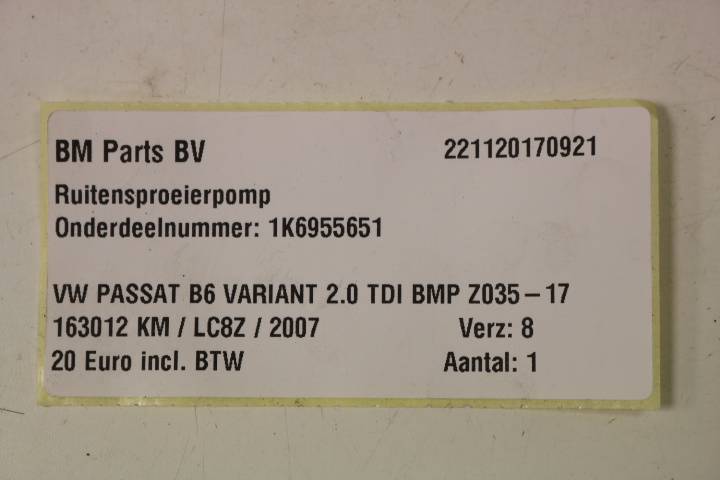 BM Parts BV 221120170921
Ruitensproeierpomp
Onderdeelnummer: 1K6955651
VW PASSAT B6 VARIANT 2.0 TDI BMP Z035-17
163012 KM / LC8Z / 2007 Verz: 8
20 Euro incl. BTW Aantal: 1